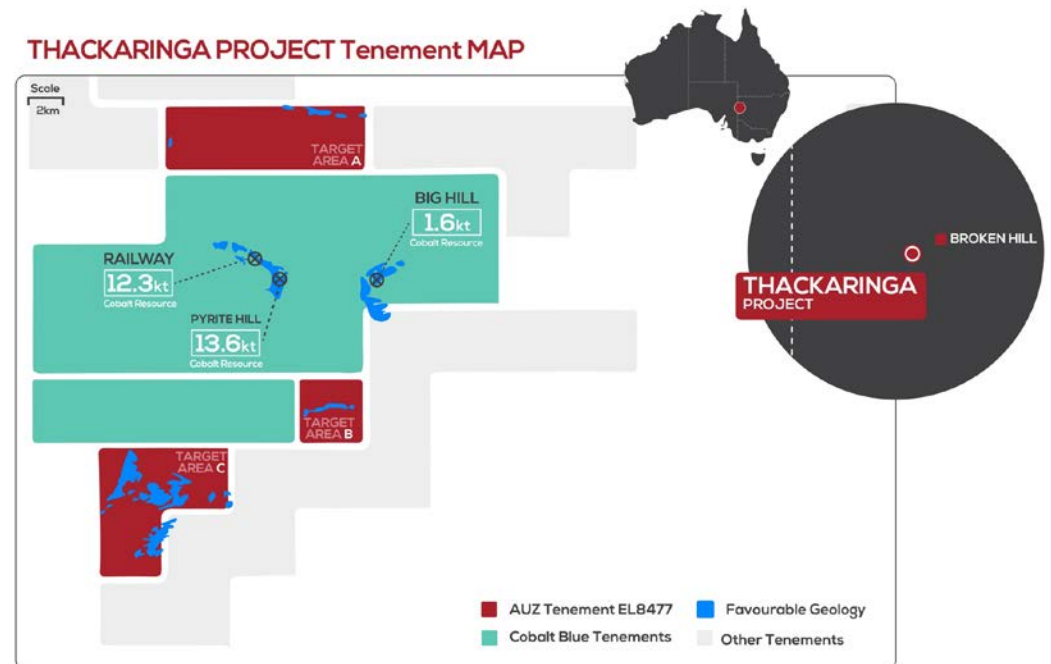 THACKARINGA PROJECT Tenement MAP
Scale
2km
TARGET
AREA A
BIG HILL
1.6kt
Cobalt Resource
RAILWAY
12.3kt
Cobalt Resource
PYRITE HILL
13.6kt
Cobalt Resource
TARGET
AREA B
TARGET
AREA C
BROKEN HILL
THACKARINGA
PROJECT
AUZ Tenement EL8477
Favourable Geology
Cobalt Blue Tenements
Other Tenements